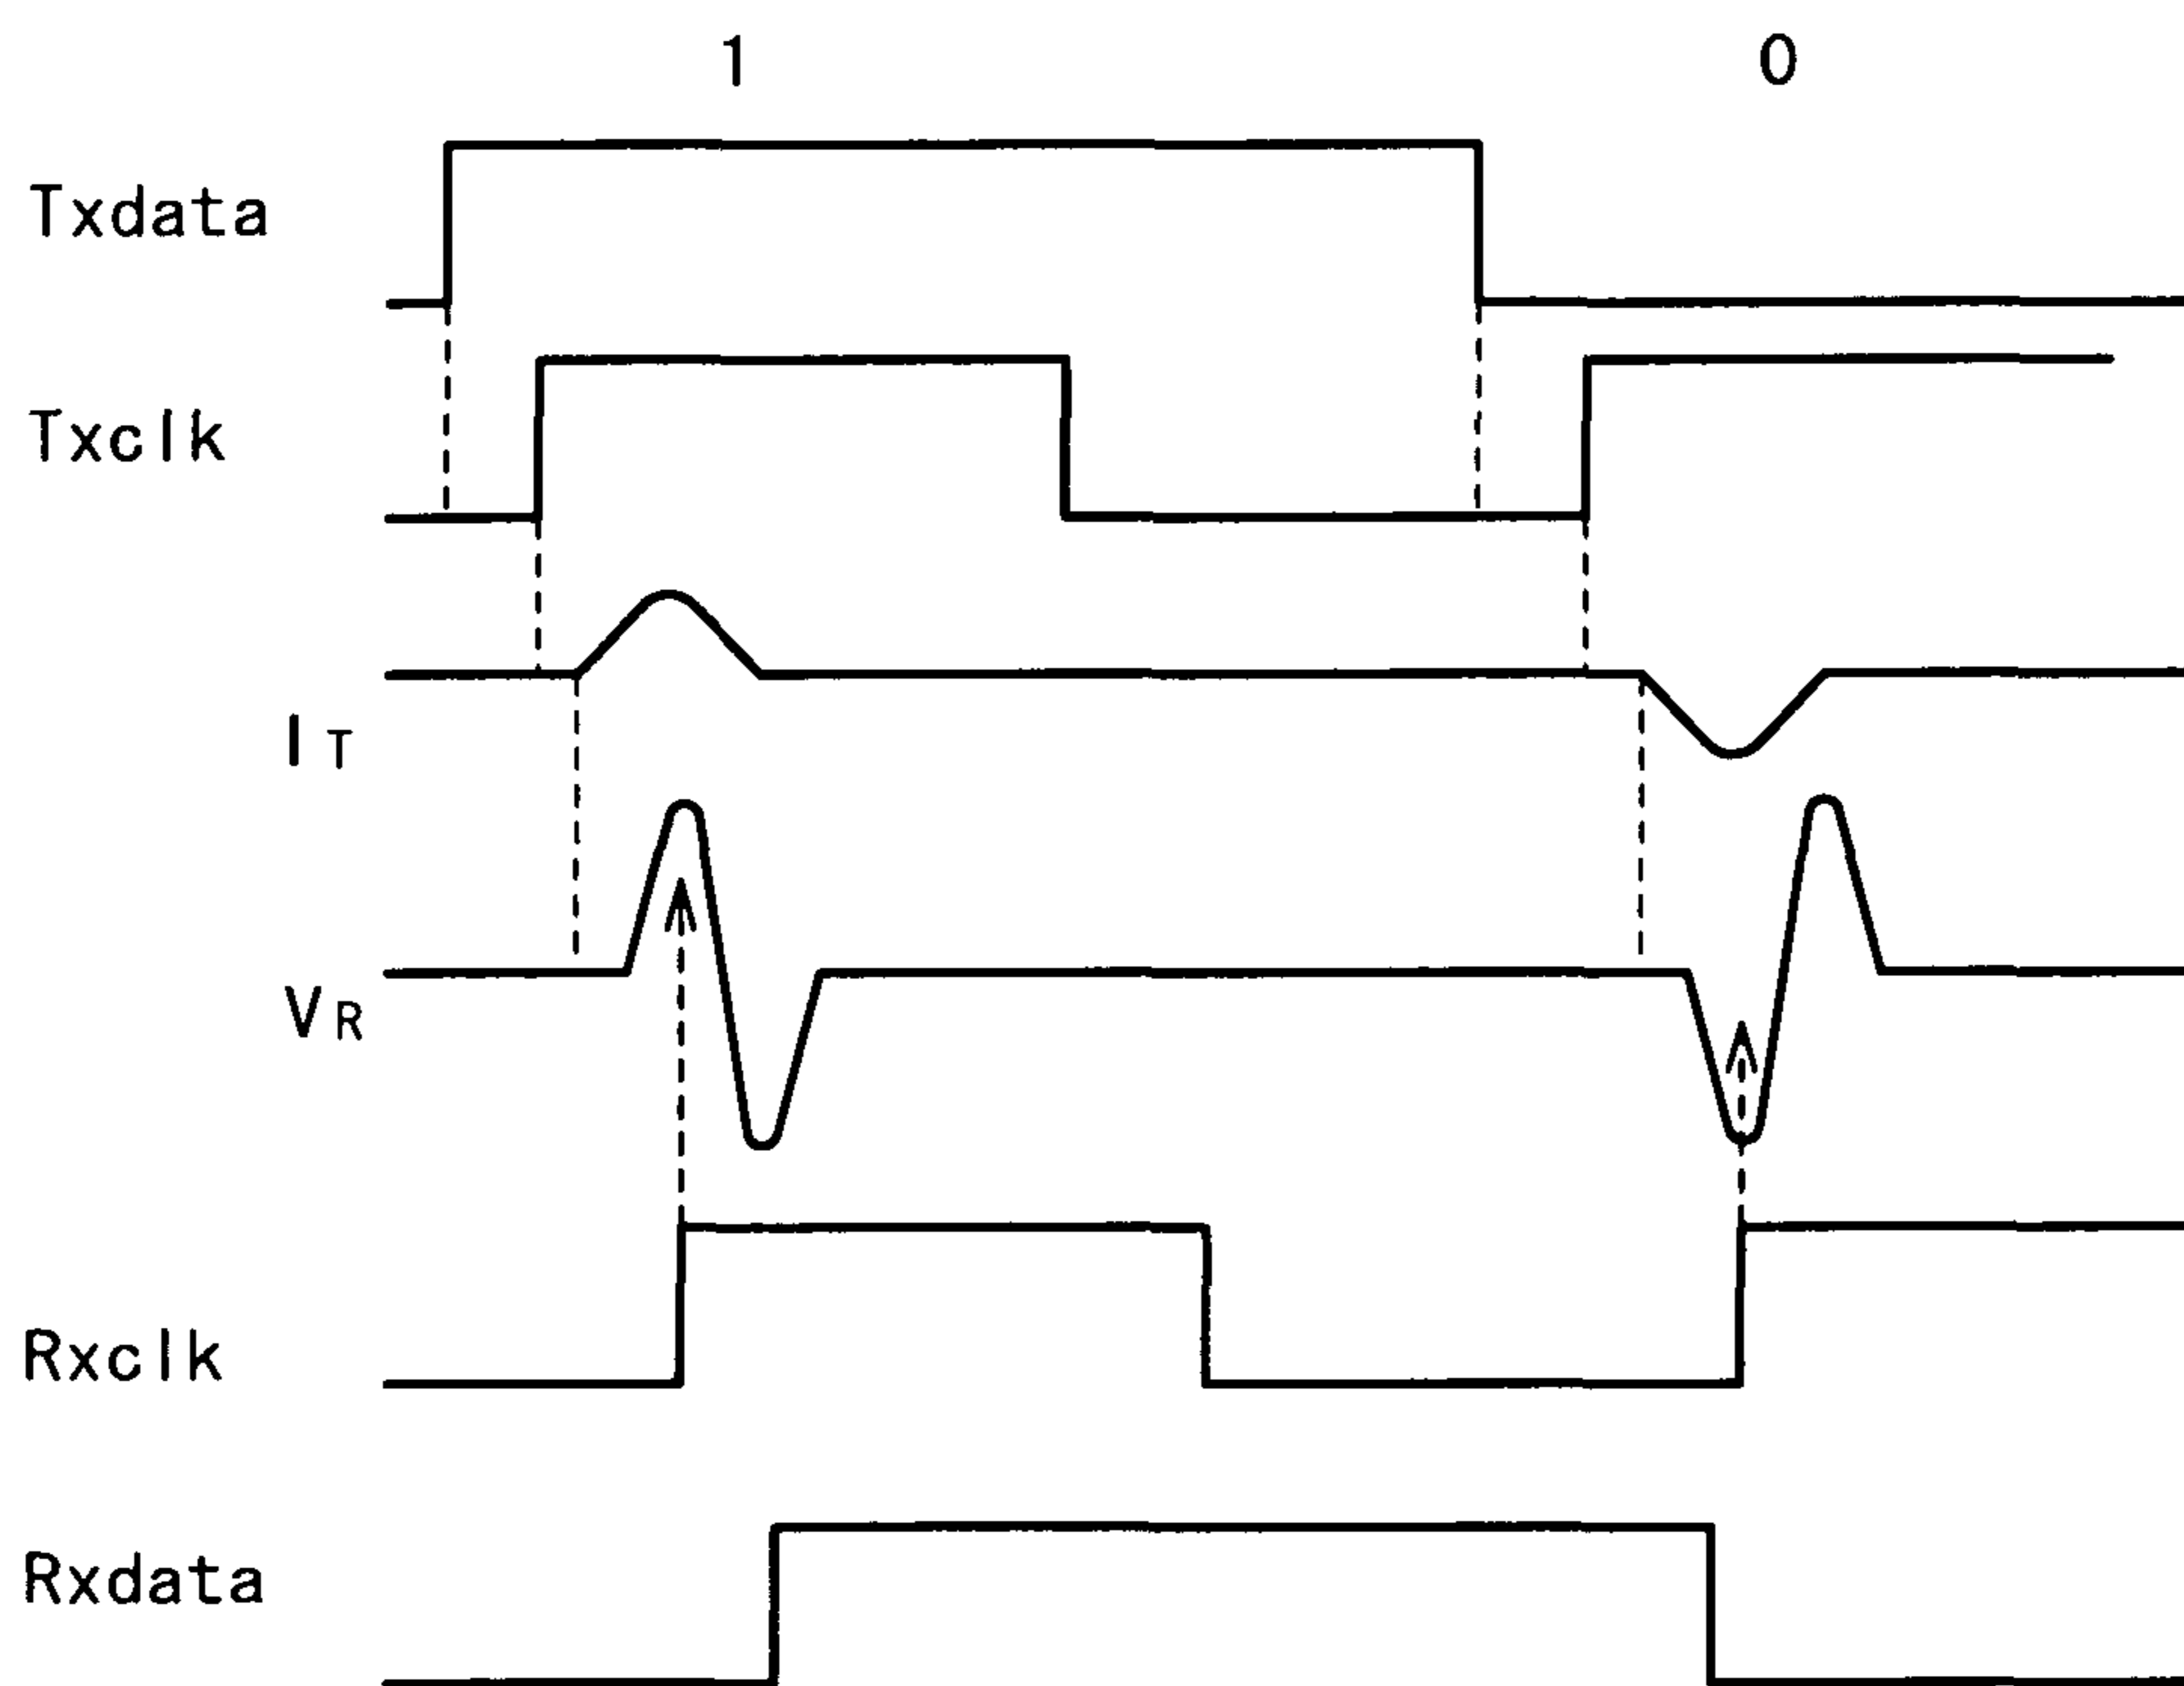 1 0
Txdata
Txclk
IT
VR
Rxclk
Rxdata